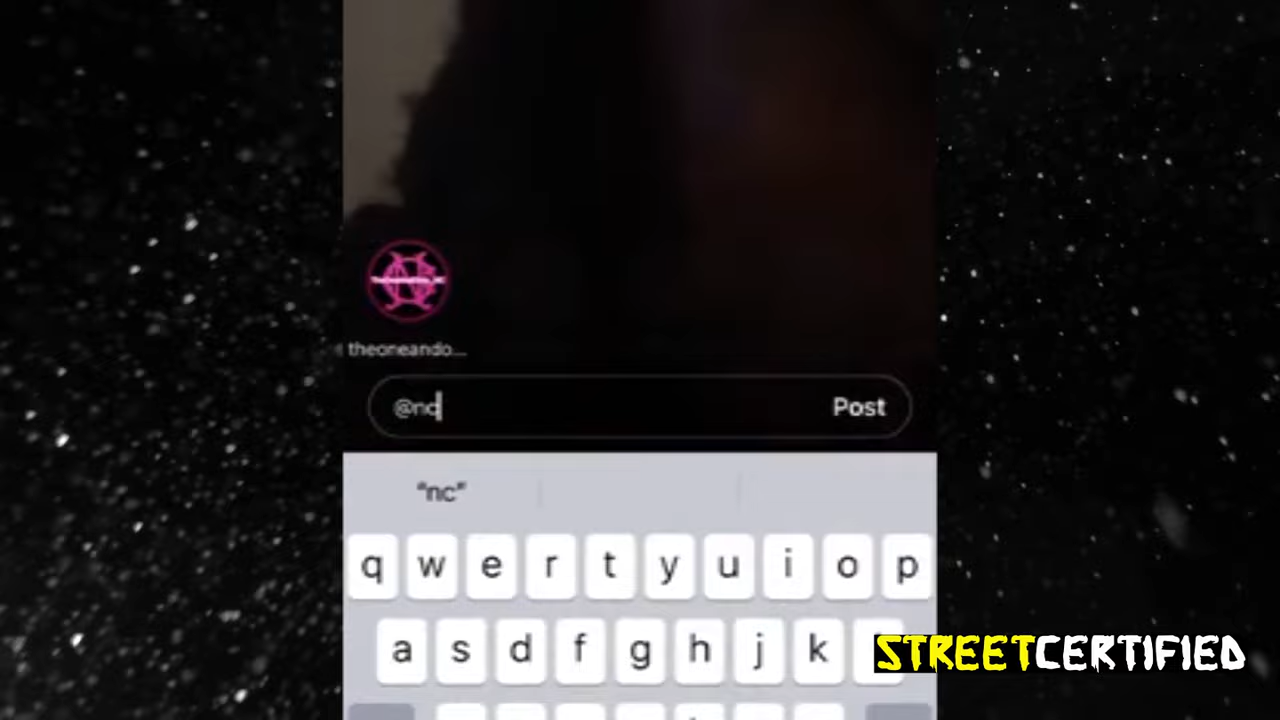 theoneando...
@nc
Post
"nc"
q w e r t y u i o p
a s d f g h j k
STREETCERTIFIED